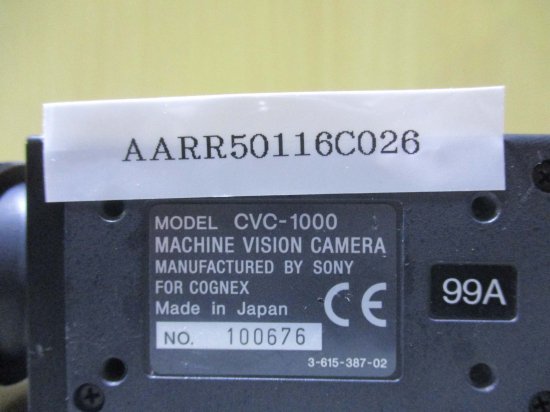 AARR50116C026
MODEL CVC-1000
MACHINE VISION CAMERA
MANUFACTURED BY SONY
FOR COGNEX
Made in Japan
CE
NO. 100676
3-615-387-02
99A